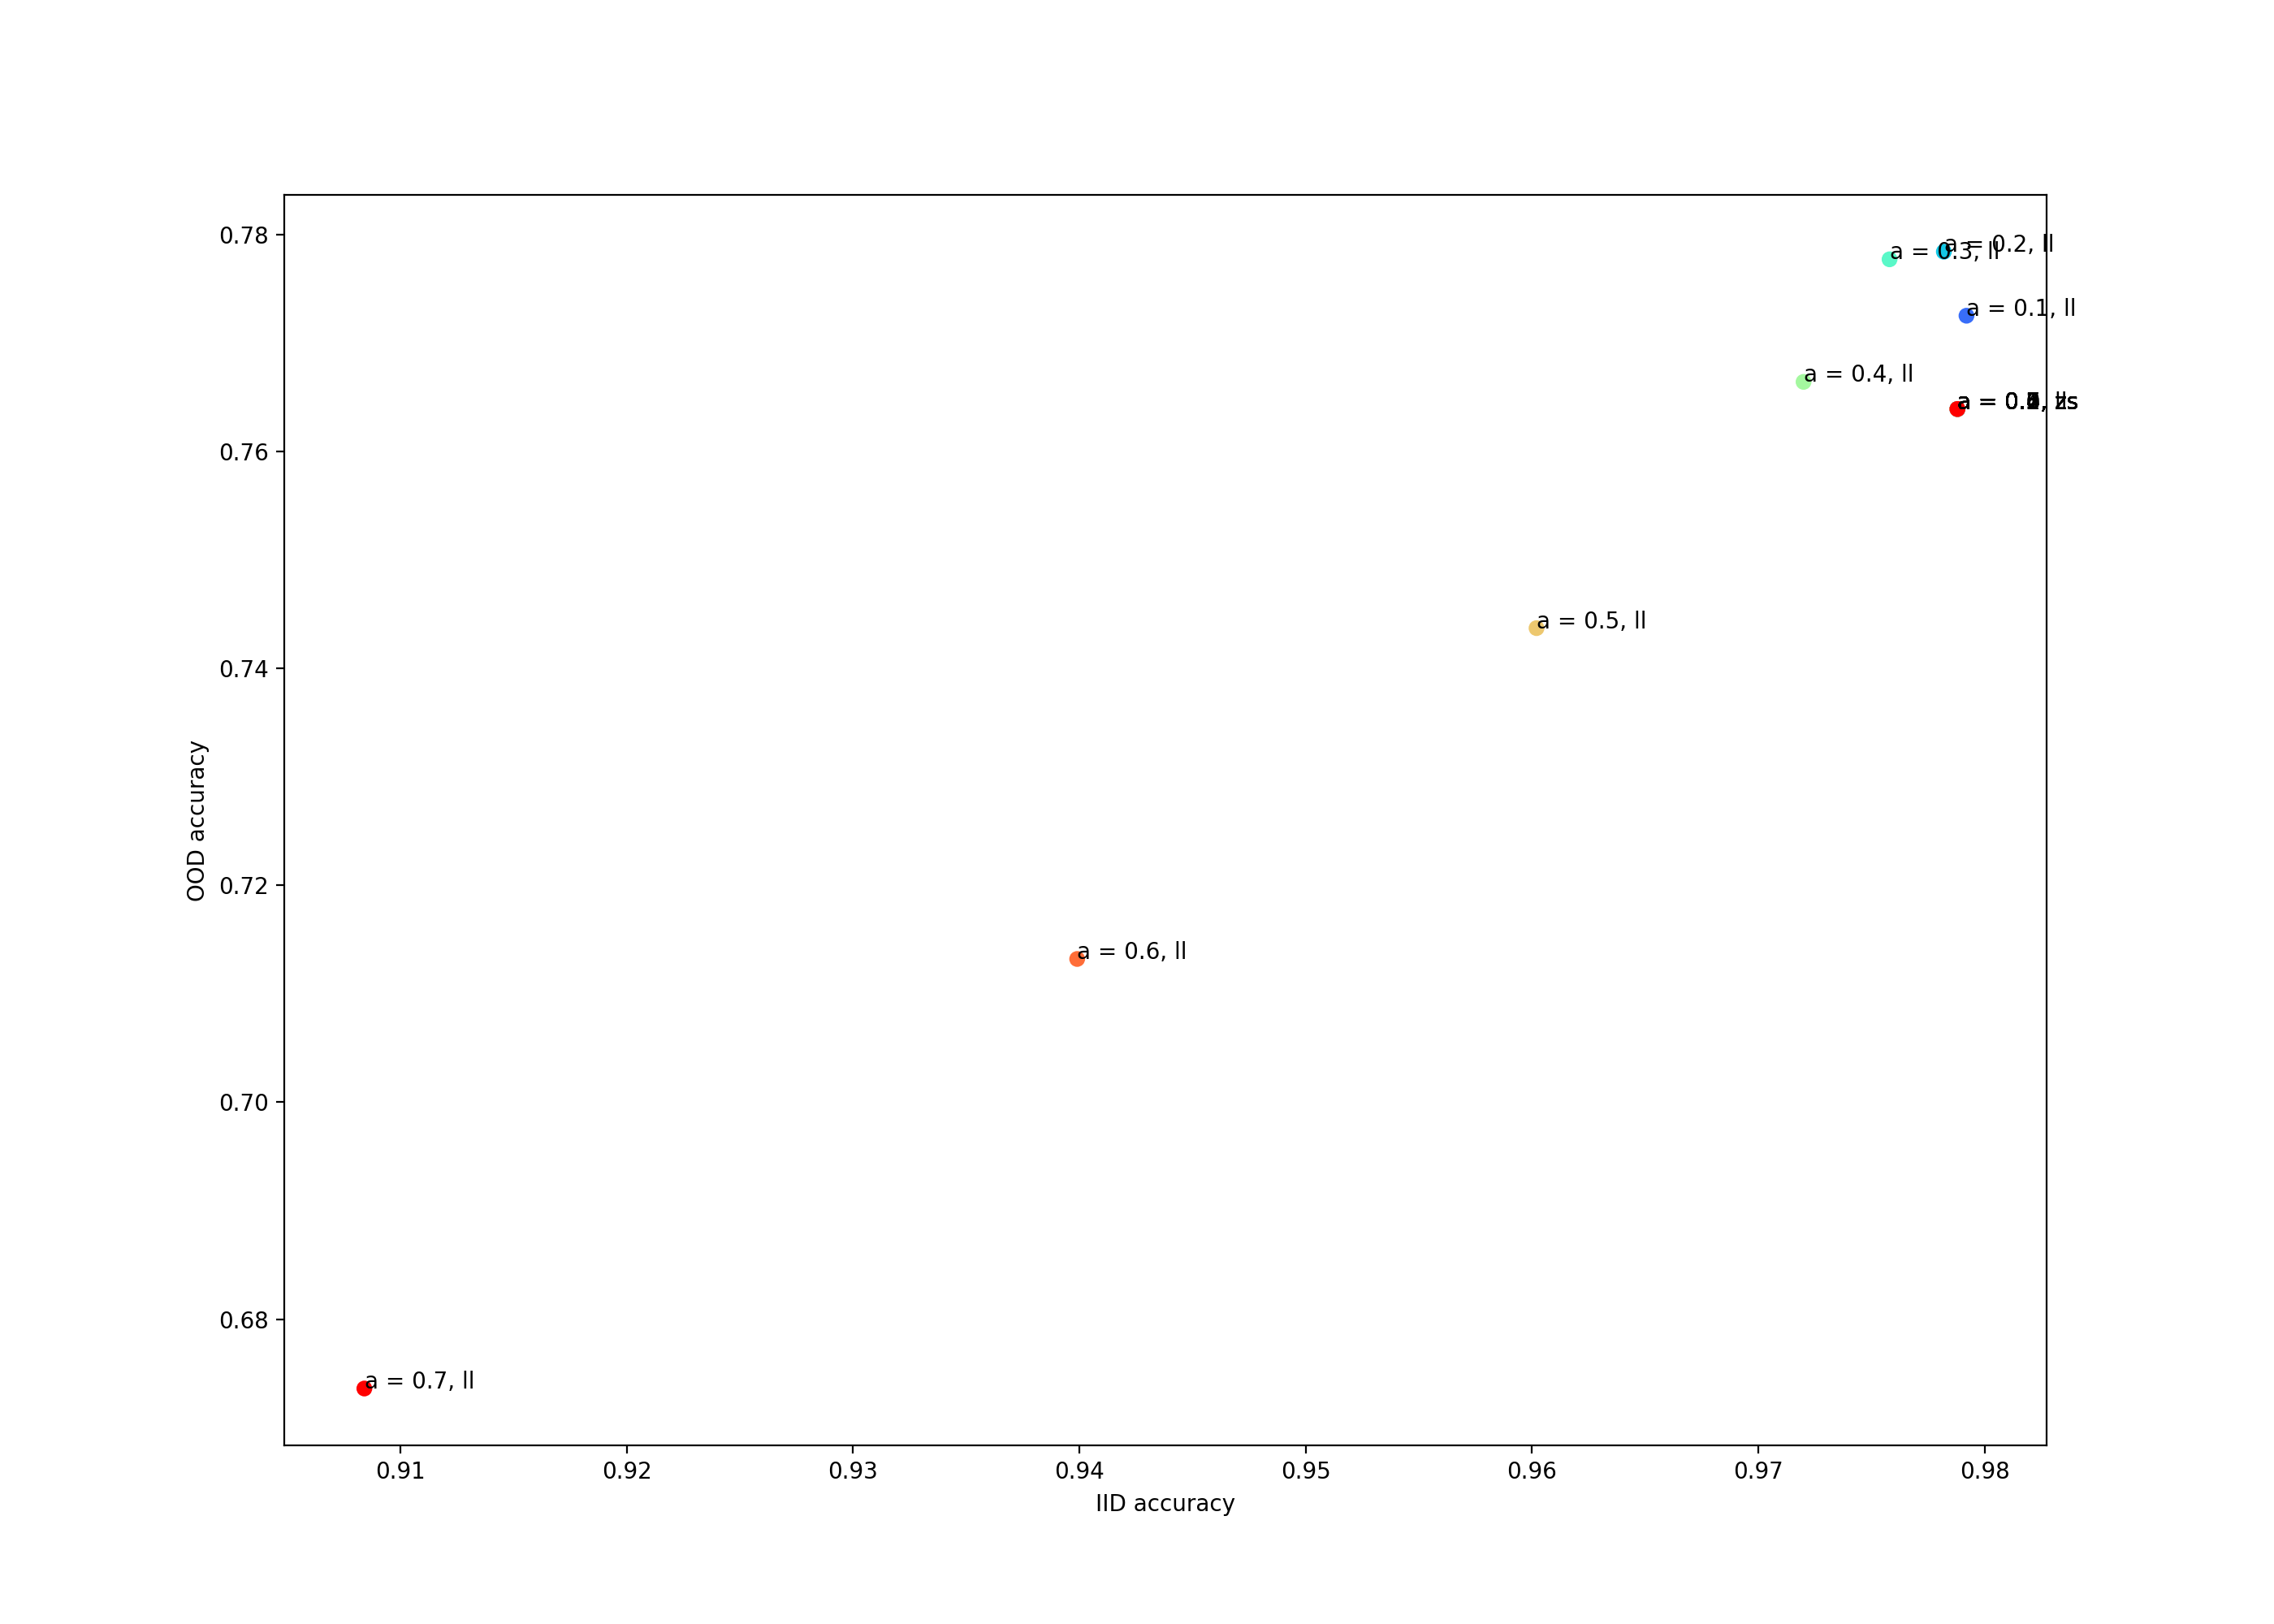 0.78
a = 0.2, ll
a = 0.3, ll
a = 0.1, ll
a = 0.4, ll
0.76
a = 0.5, ll
0.74
OOD accuracy
0.72
a = 0.6, ll
0.70
0.68
a = 0.7, ll
0.91 0.92 0.93 0.94 0.95 0.96 0.97 0.98
IID accuracy